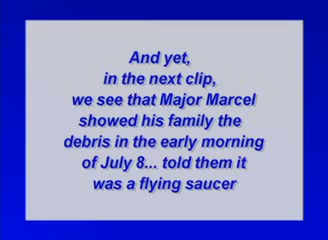 And yet,
in the next clip,
we see that Major Marcel
showed his family the
debris in the early morning
of July 8... told them it
was a flying saucer